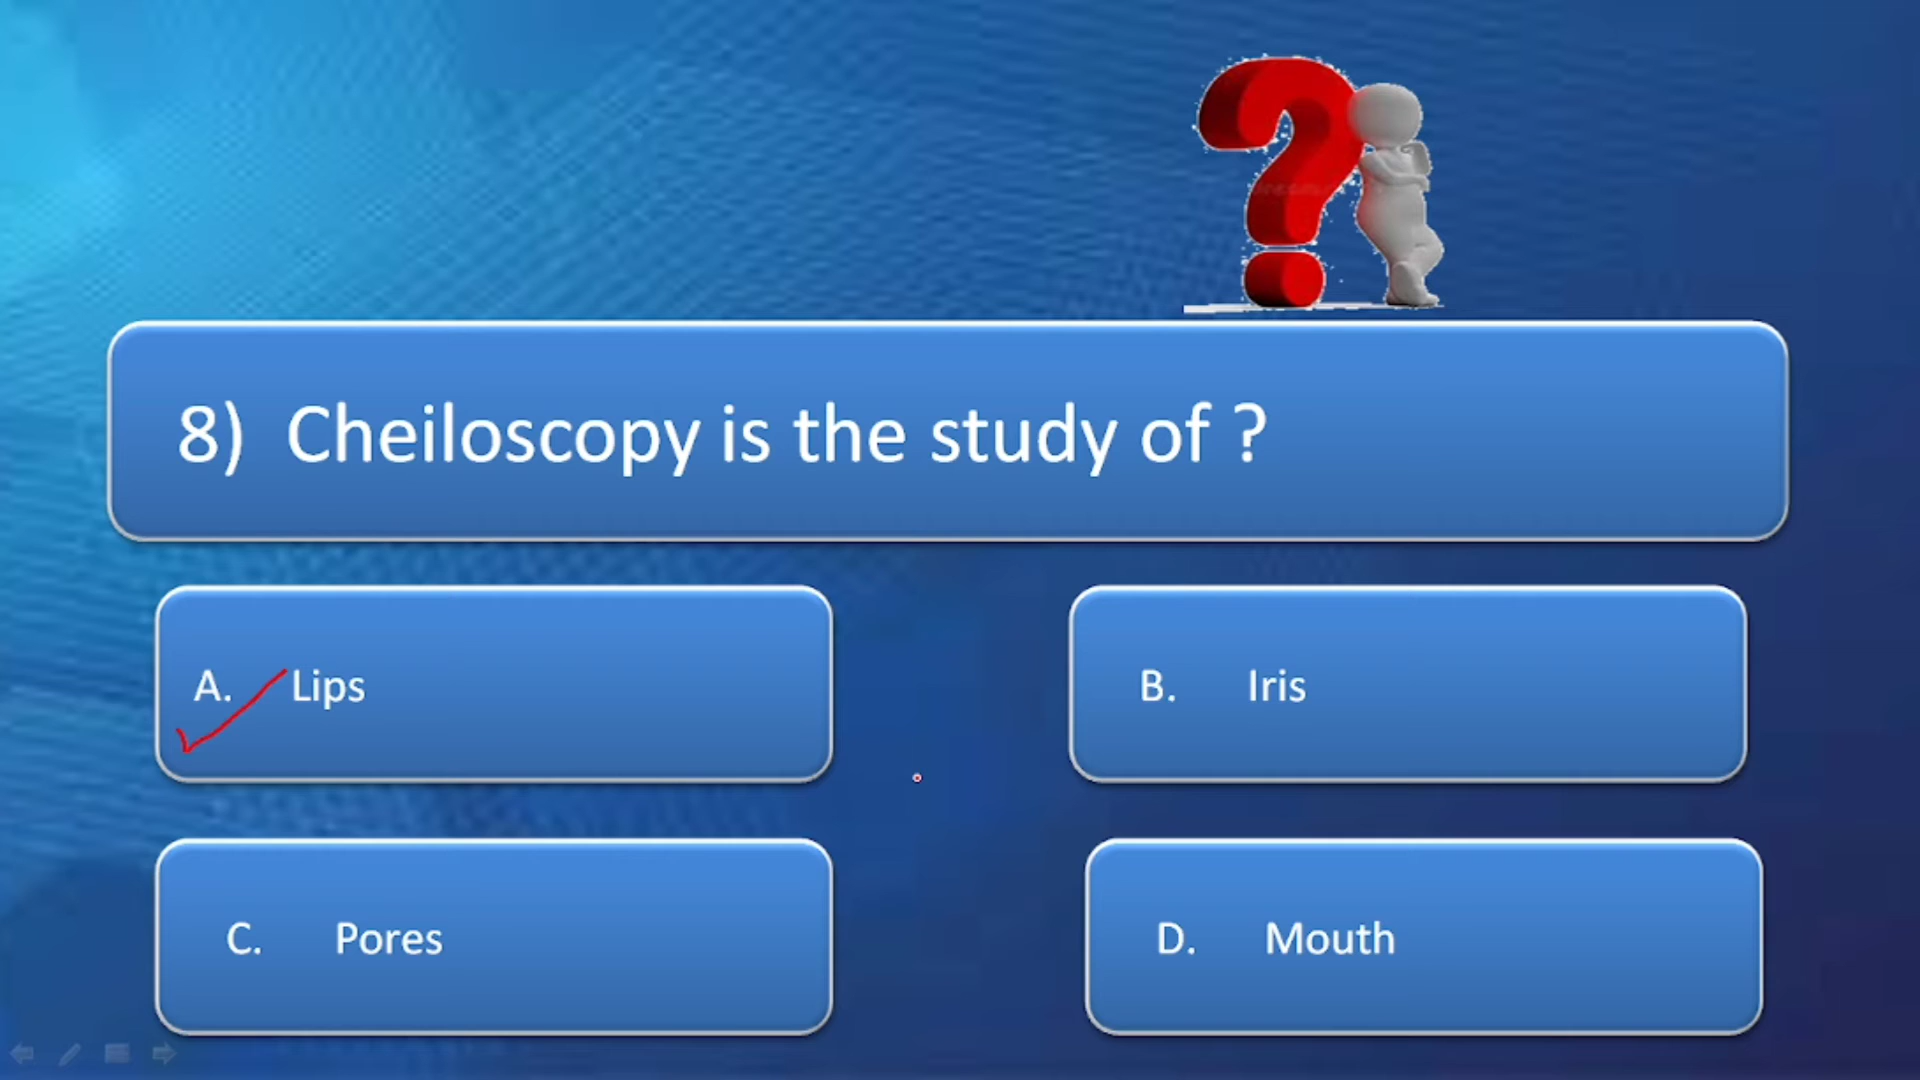 8) Cheiloscopy is the study of ?
A. Lips
B. Iris
C. Pores
D. Mouth